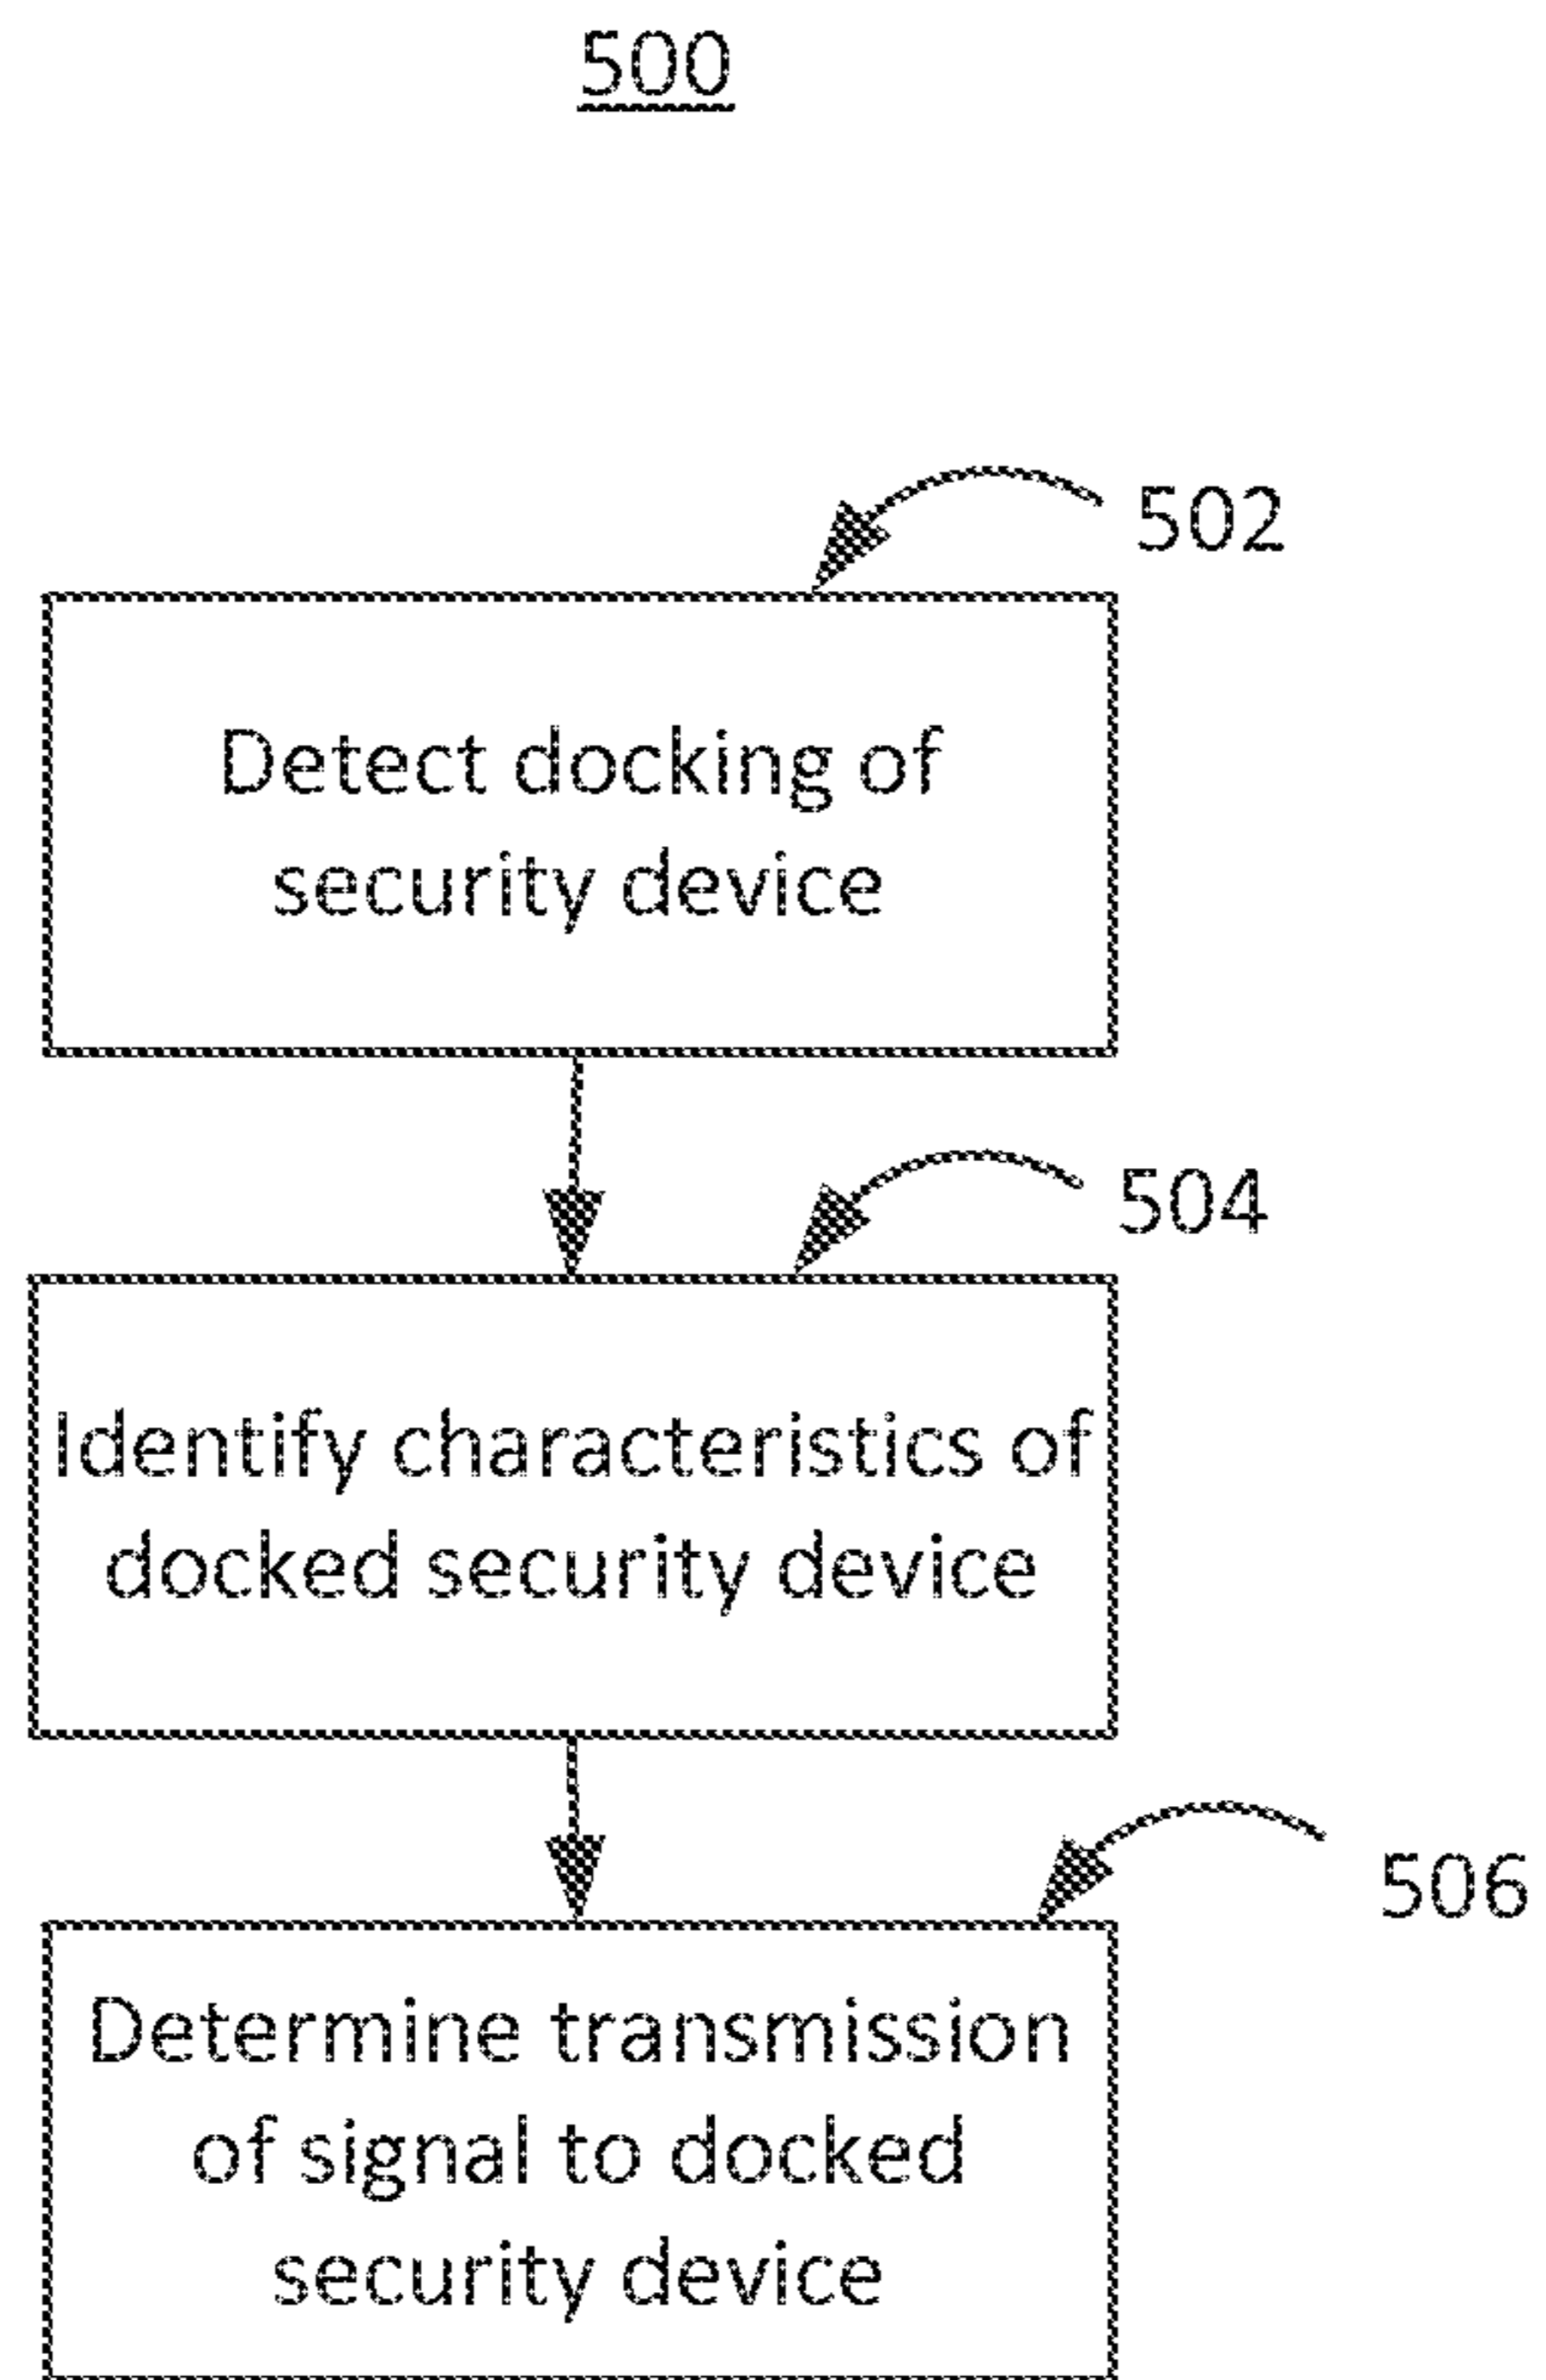 500
502
Detect docking of
security device
504
Identify characteristics of
docked security device
506
Determine transmission
of signal to docked
security device